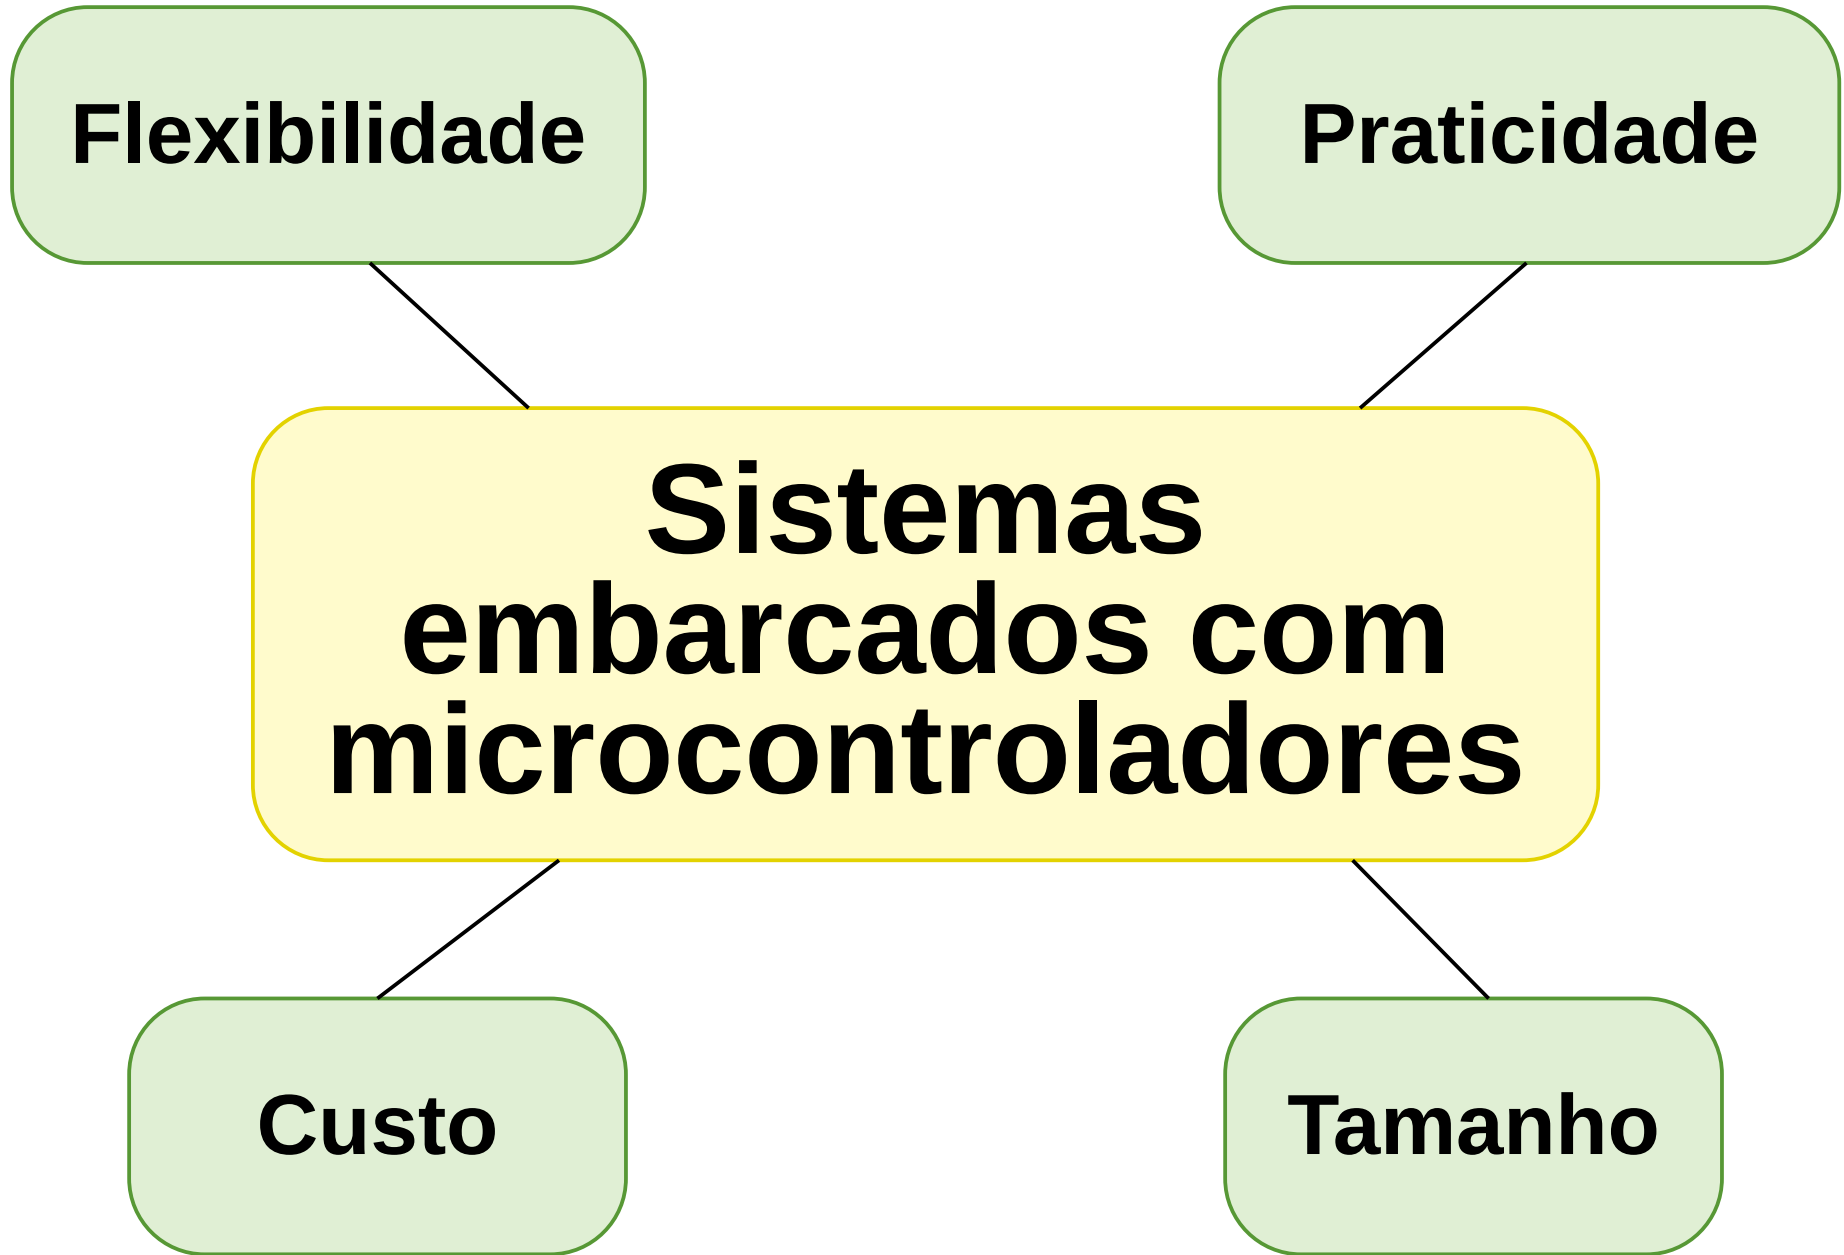 Flexibilidade
Praticidade
Sistemas
embarcados com
microcontroladores
Custo
Tamanho